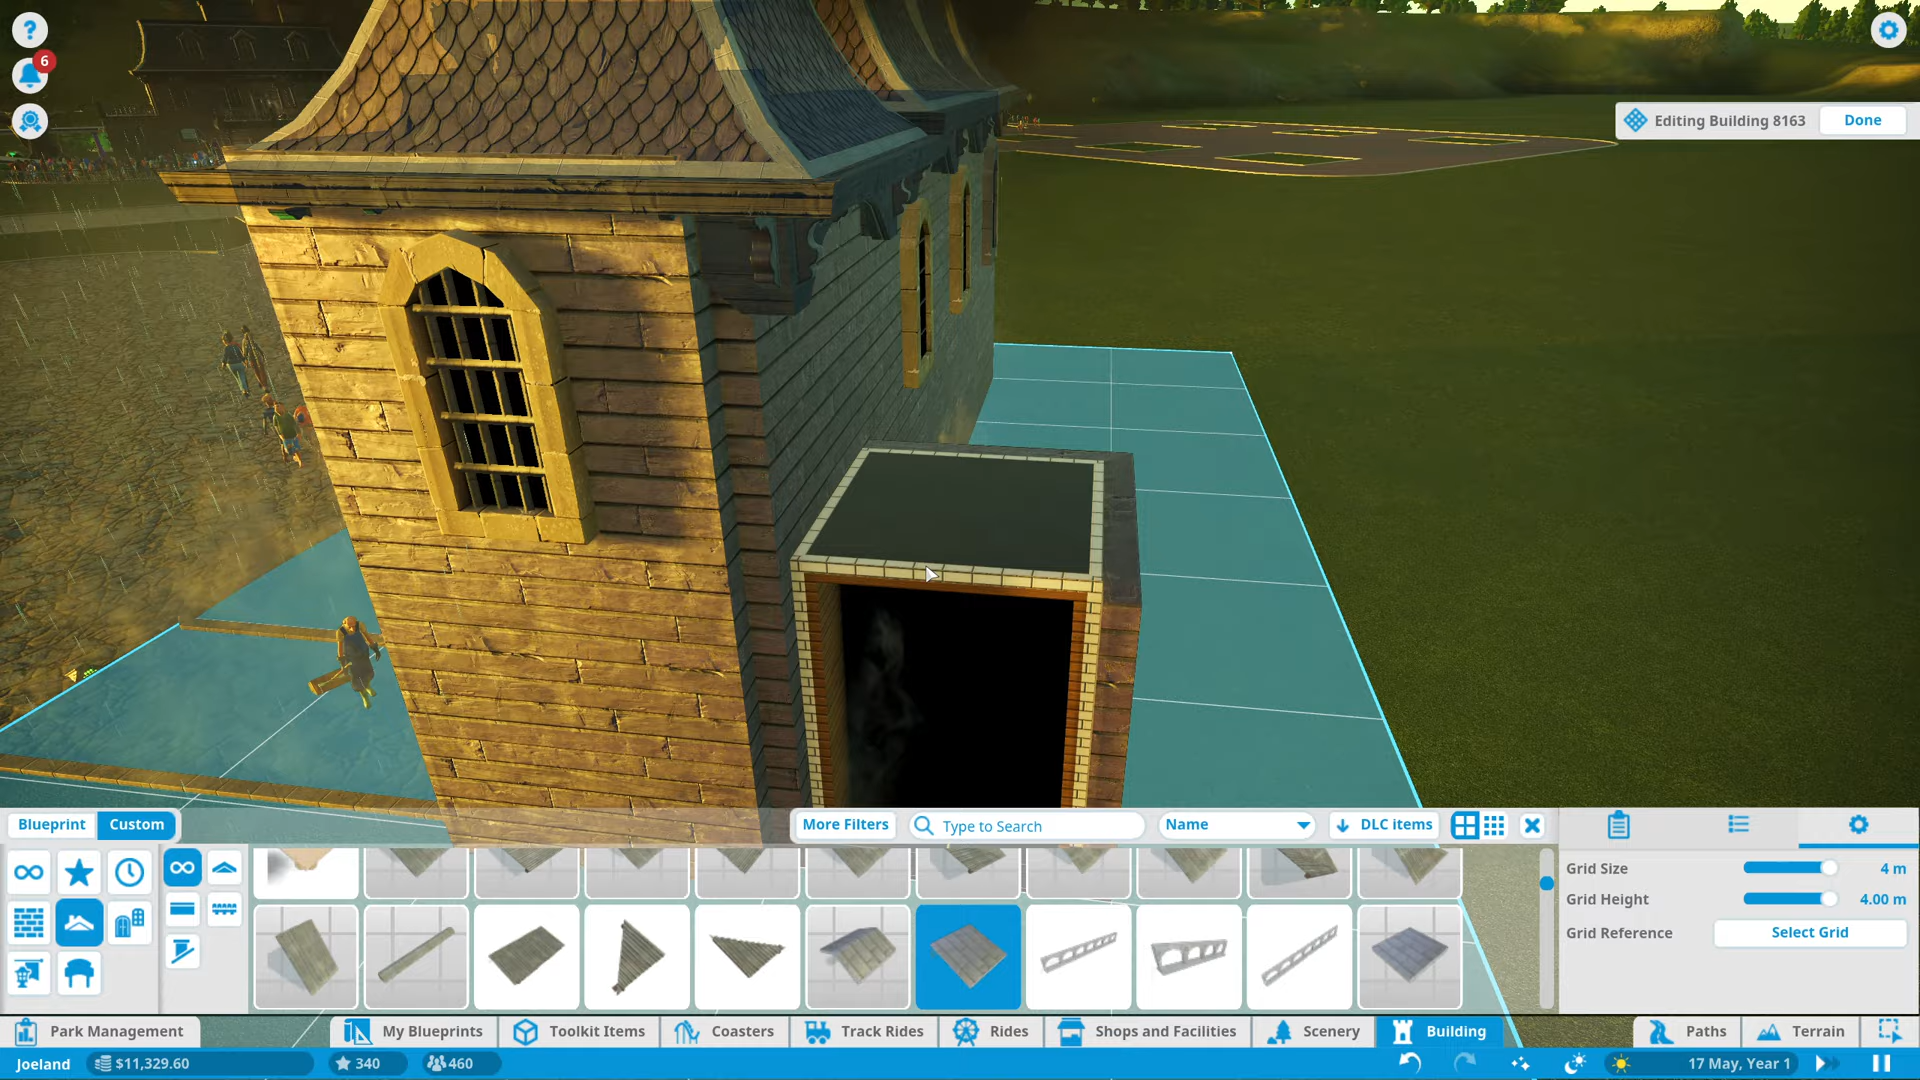 ?
6
Editing Building 8163
Done
Blueprint
Custom
More Filters
Type to Search
Name
DLC items
Grid Size
4 m
Grid Height
4.00 m
Grid Reference
Select Grid
Park Management
My Blueprints
Toolkit Items
Coasters
Track Rides
Rides
Shops and Facilities
Scenery
Building
Paths
Terrain
Joeland
$11,329.60
340
460
17 May, Year 1